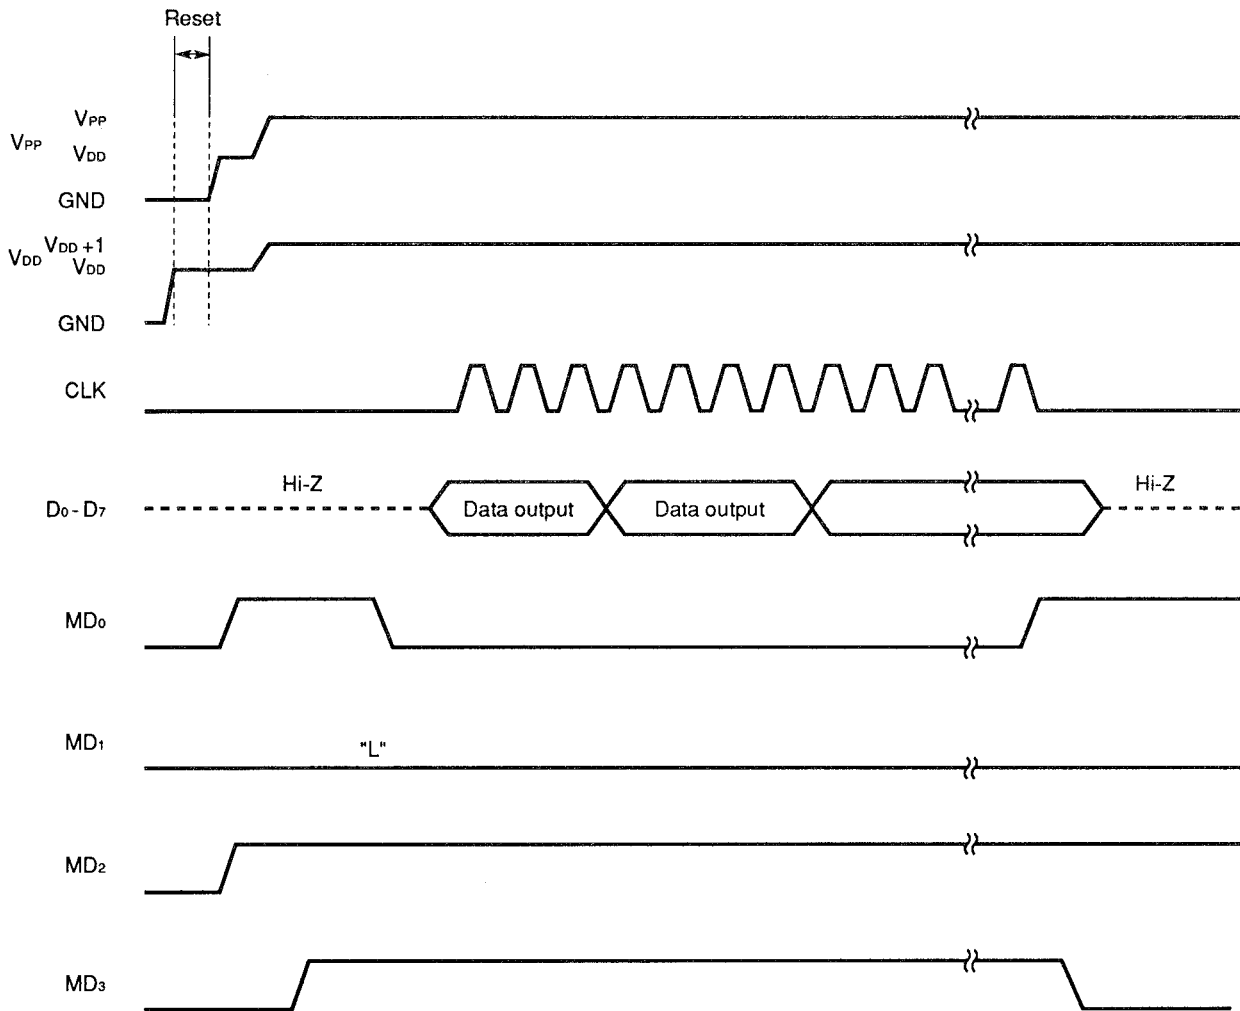 Reset
VPP
VPP
VDD
GND
VDD
VDD +1
VDD
GND
CLK
Hi-Z
Hi-Z
D0 - D7
Data output
Data output
MD0
MD1
"L"
MD2
MD3